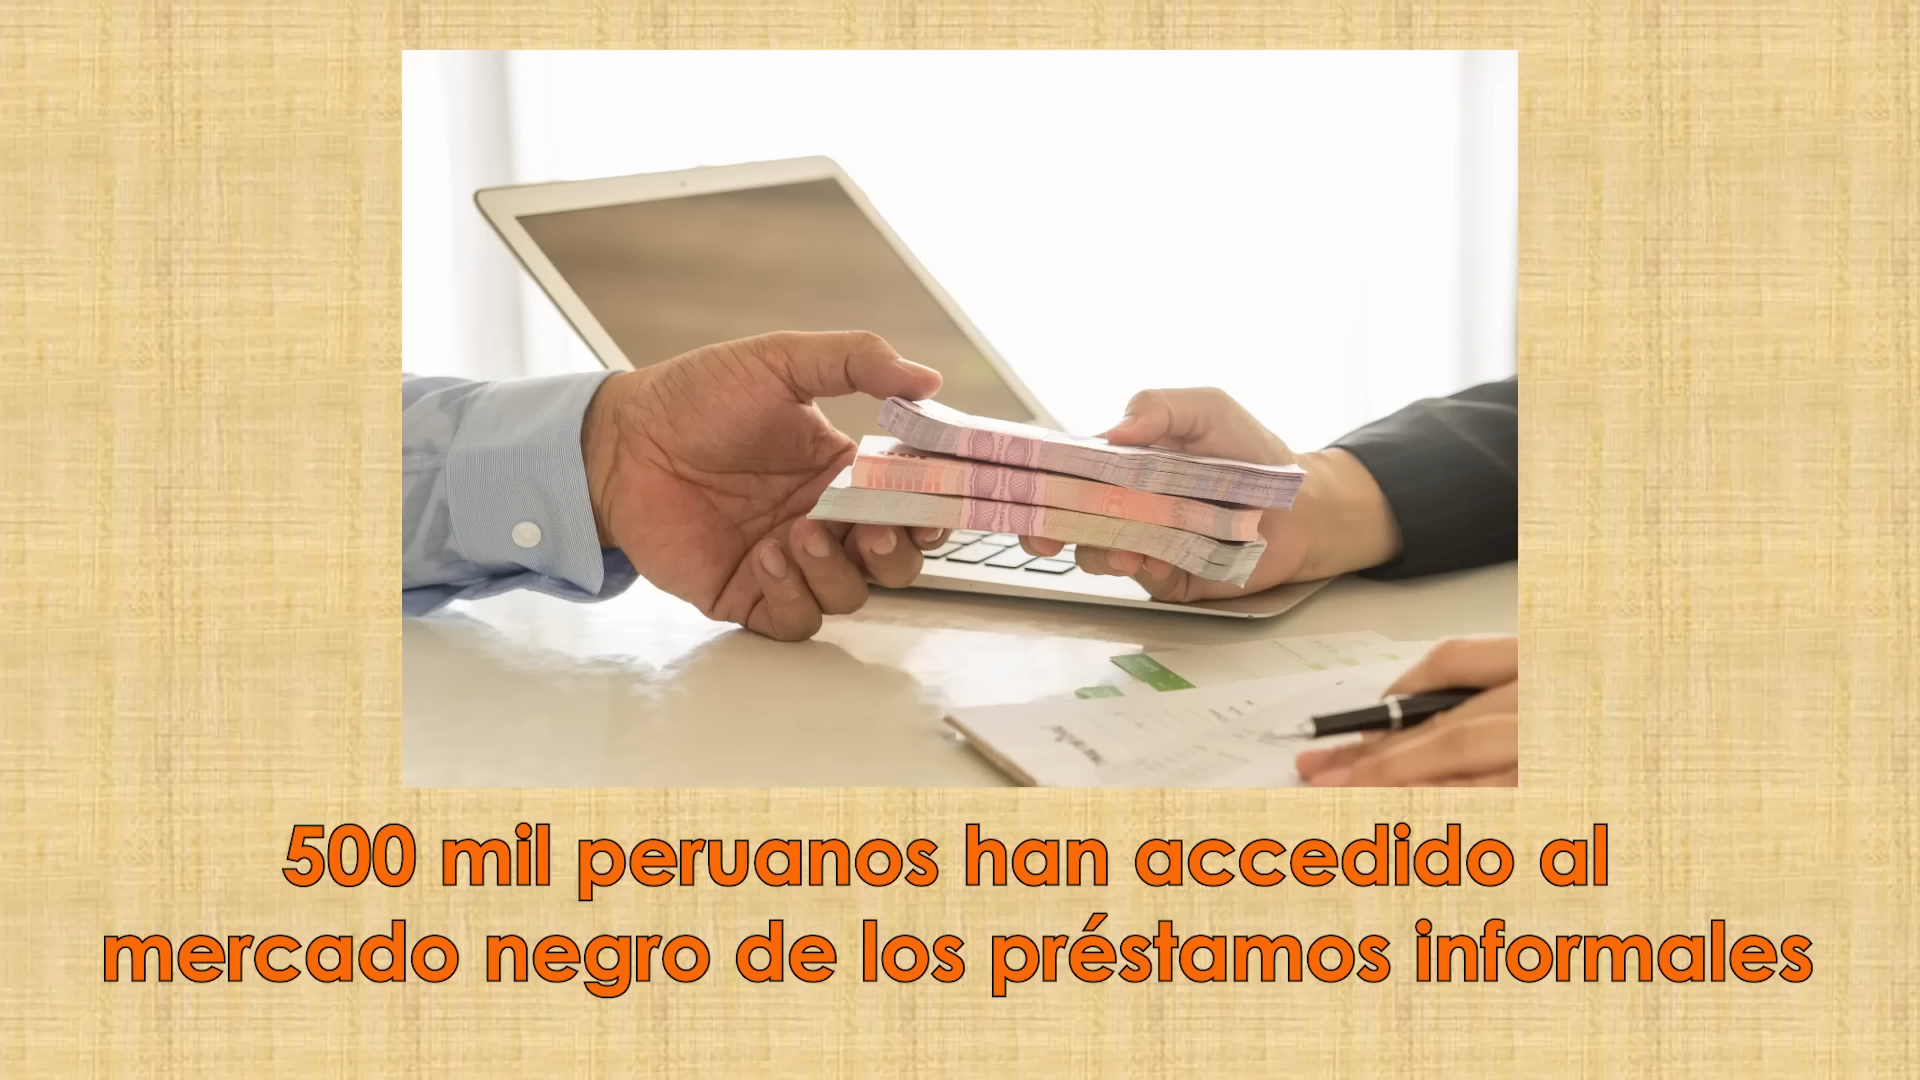 500 mil peruanos han accedido al
mercado negro de los préstamos informales